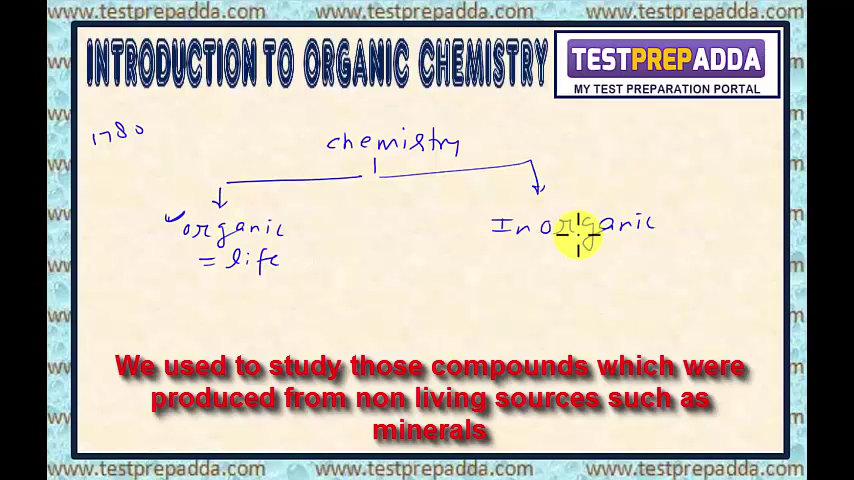 www.testprepadda.com www.testprepadda.com www.testprepadda.com
INTRODUCTION TO ORGANIC CHEMISTRY
TESTPREPADDA
MY TEST PREPARATION PORTAL
1780
chemistry
organic
Inorganic
= life
We used to study those compounds which were
produced from non living sources such as
minerals
www.testprepadda.com www.testprepadda.com www.testprepadda.com